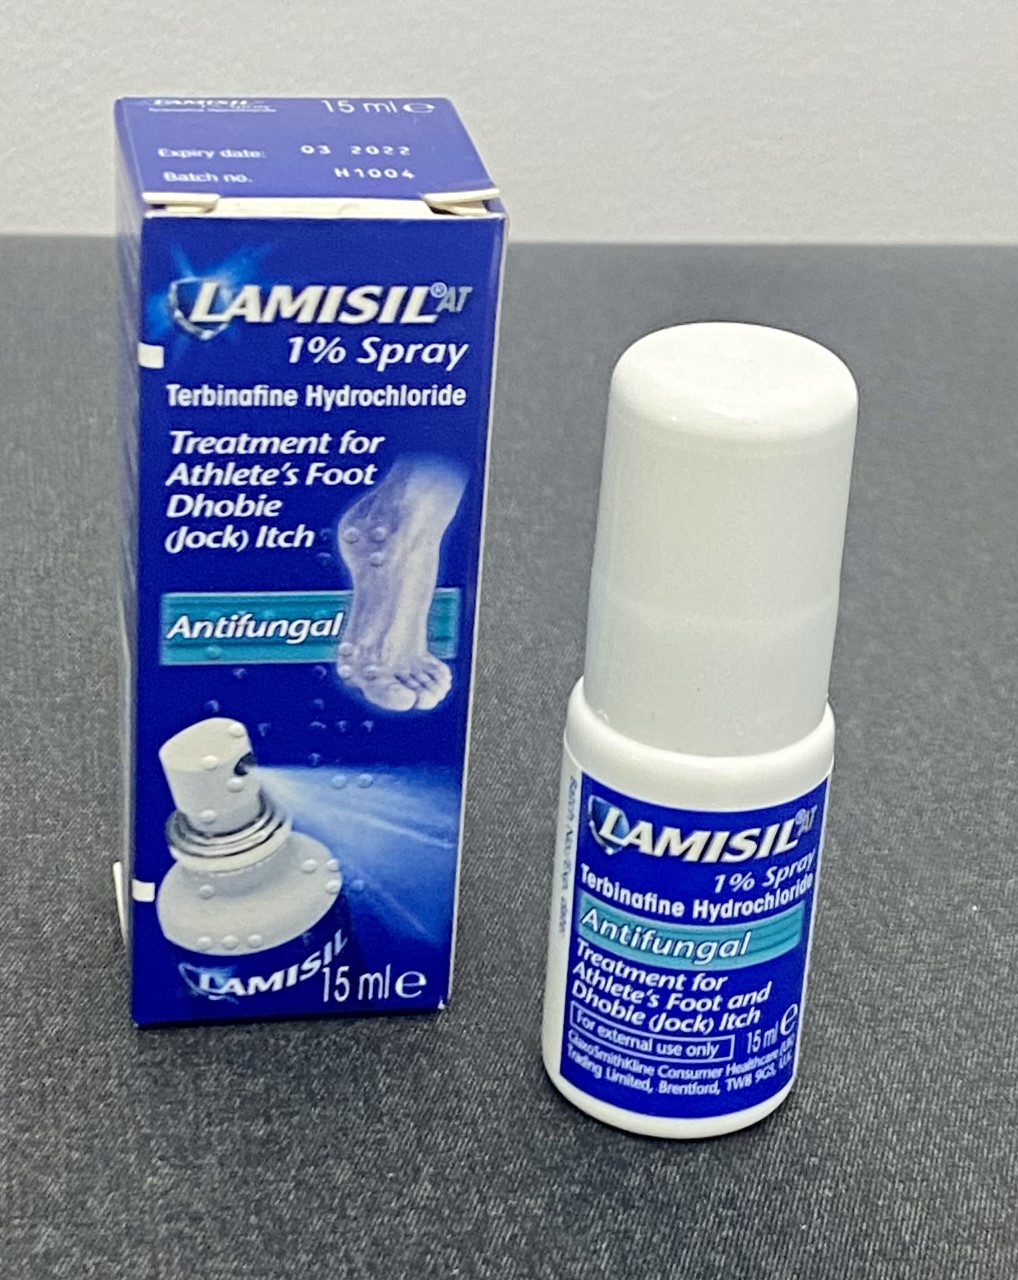 LAMISIL 15 ml ℮
Expiry date: 03 2022
Batch no. H1004
LAMISIL®AT
1% Spray
Terbinafine Hydrochloride
Treatment for
Athlete's Foot
Dhobie
(Jock) Itch
Antifungal
LAMISIL
15 ml ℮
LAMISIL®AT
1% Spray
Terbinafine Hydrochloride
Antifungal
Treatment for
Athlete's Foot and
Dhobie (Jock) Itch
For external use only 15 ml ℮
GlaxoSmithKline Consumer Healthcare (UK)
Trading Limited, Brentford, TW8 9GS, U.K.